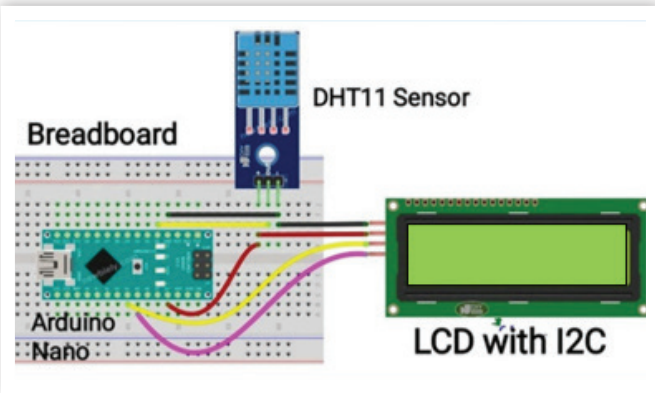 DHT11 Sensor
Breadboard
Arduino
Nano
LCD with I2C